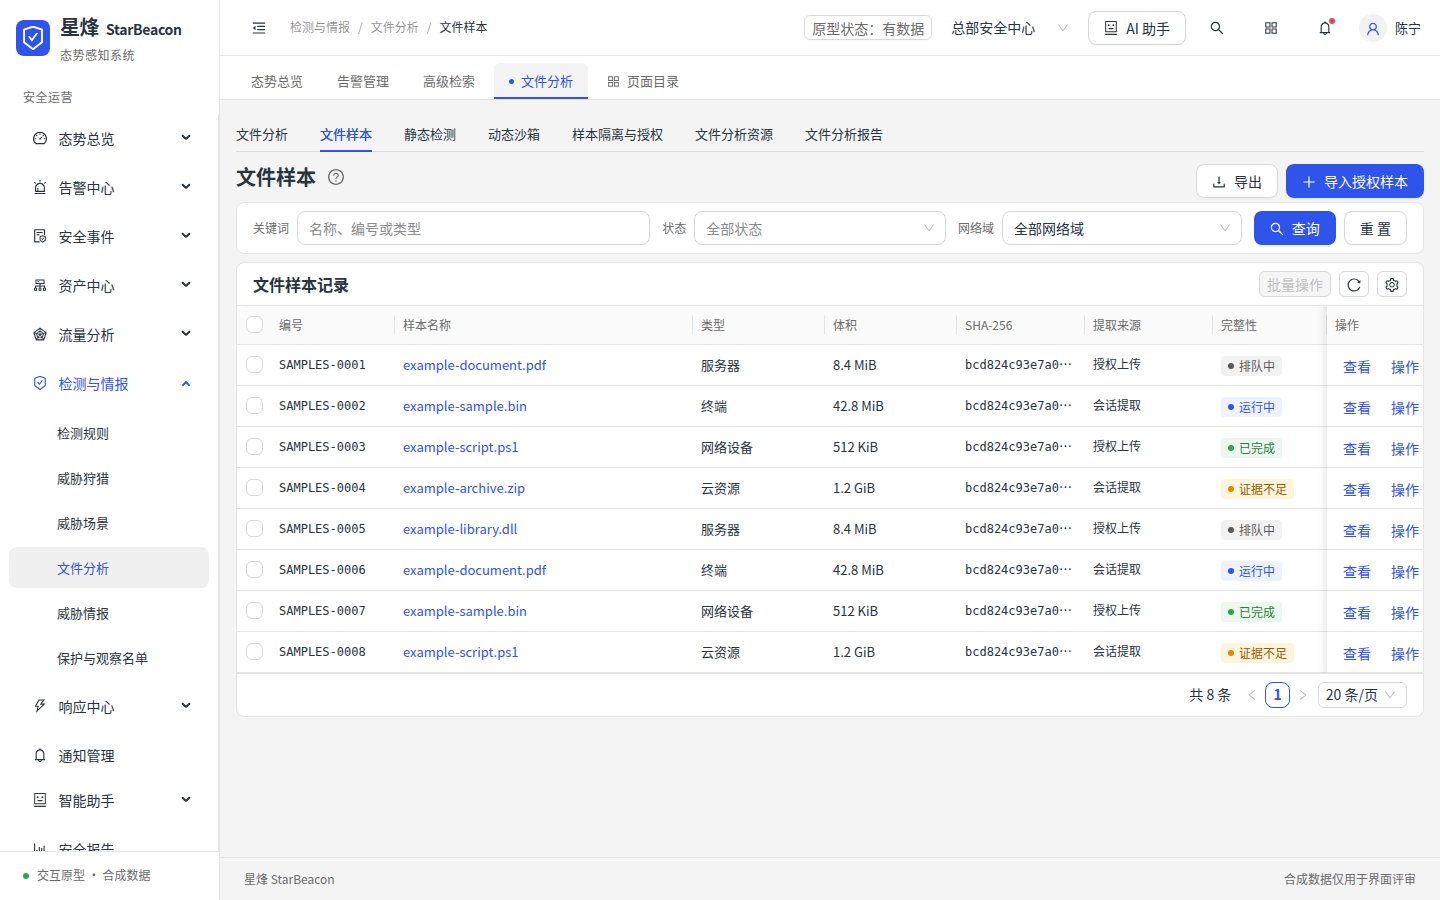 星烽 StarBeacon
态势感知系统
安全运营
态势总览
告警中心
安全事件
资产中心
流量分析
检测与情报
检测规则
威胁狩猎
威胁场景
文件分析
威胁情报
保护与观察名单
响应中心
通知管理
智能助手
安全报告
交互原型 · 合成数据
检测与情报 / 文件分析 / 文件样本
原型状态：有数据
总部安全中心
AI 助手
陈宁
态势总览 告警管理 高级检索 文件分析 页面目录
文件分析 文件样本 静态检测 动态沙箱 样本隔离与授权 文件分析资源 文件分析报告
文件样本
导出 导入授权样本
关键词 名称、编号或类型 状态 全部状态 网络域 全部网络域 查询 重置
文件样本记录
批量操作
编号 样本名称 类型 体积 SHA-256 提取来源 完整性 操作
SAMPLES-0001 example-document.pdf 服务器 8.4 MiB bcd824c93e7a0… 授权上传 排队中 查看 操作
SAMPLES-0002 example-sample.bin 终端 42.8 MiB bcd824c93e7a0… 会话提取 运行中 查看 操作
SAMPLES-0003 example-script.ps1 网络设备 512 KiB bcd824c93e7a0… 授权上传 已完成 查看 操作
SAMPLES-0004 example-archive.zip 云资源 1.2 GiB bcd824c93e7a0… 会话提取 证据不足 查看 操作
SAMPLES-0005 example-library.dll 服务器 8.4 MiB bcd824c93e7a0… 授权上传 排队中 查看 操作
SAMPLES-0006 example-document.pdf 终端 42.8 MiB bcd824c93e7a0… 会话提取 运行中 查看 操作
SAMPLES-0007 example-sample.bin 网络设备 512 KiB bcd824c93e7a0… 授权上传 已完成 查看 操作
SAMPLES-0008 example-script.ps1 云资源 1.2 GiB bcd824c93e7a0… 会话提取 证据不足 查看 操作
共 8 条 < 1 > 20 条/页
星烽 StarBeacon
合成数据仅用于界面评审